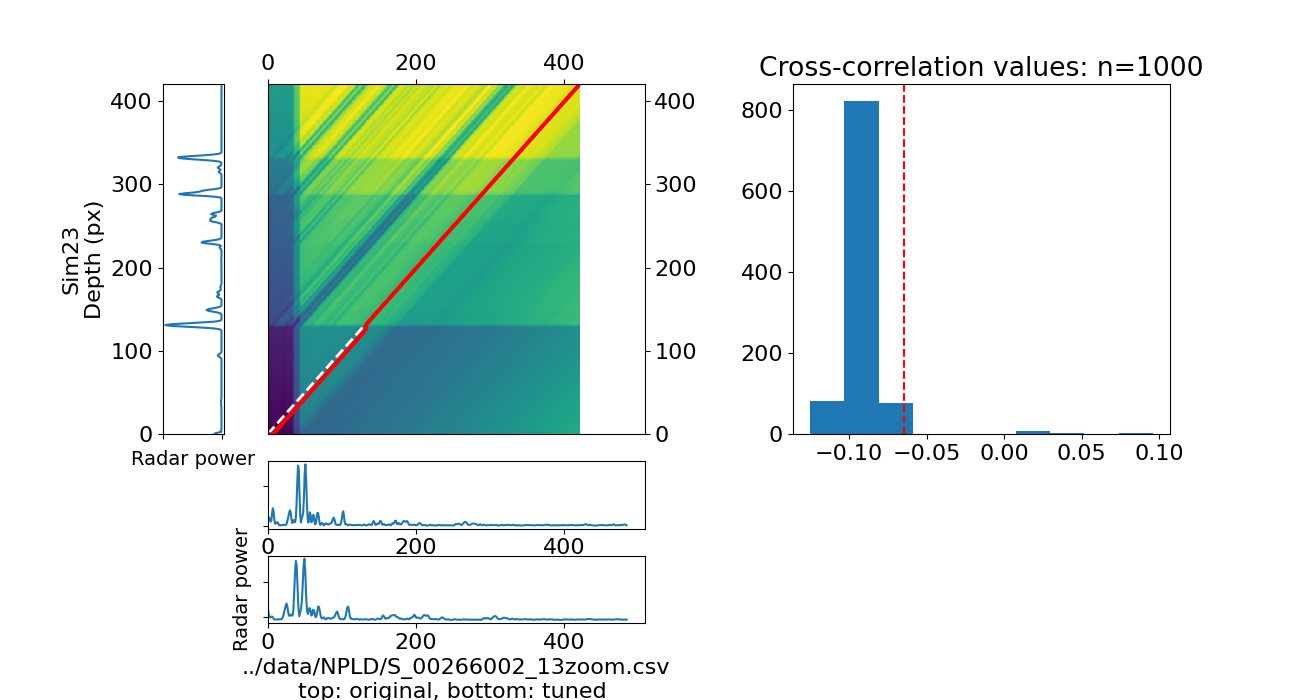 0 200 400
Cross-correlation values: n=1000
400
300
200
100
0
Sim23
Depth (px)
Radar power
400
300
200
100
0
800
600
400
200
0
−0.10 −0.05 0.00 0.05 0.10
0 200 400
Radar power
0 200 400
../data/NPLD/S_00266002_13zoom.csv
top: original, bottom: tuned